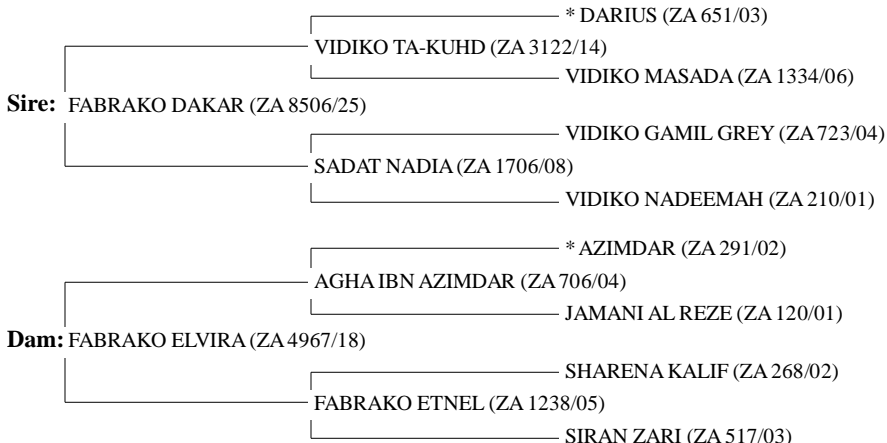 * DARIUS (ZA 651/03)
VIDIKO TA-KUHD (ZA 3122/14)
VIDIKO MASADA (ZA 1334/06)
Sire: FABRAKO DAKAR (ZA 8506/25)
VIDIKO GAMIL GREY (ZA 723/04)
SADAT NADIA (ZA 1706/08)
VIDIKO NADEEMAH (ZA 210/01)
* AZIMDAR (ZA 291/02)
AGHA IBN AZIMDAR (ZA 706/04)
JAMANI AL REZE (ZA 120/01)
Dam: FABRAKO ELVIRA (ZA 4967/18)
SHARENA KALIF (ZA 268/02)
FABRAKO ETNEL (ZA 1238/05)
SIRAN ZARI (ZA 517/03)